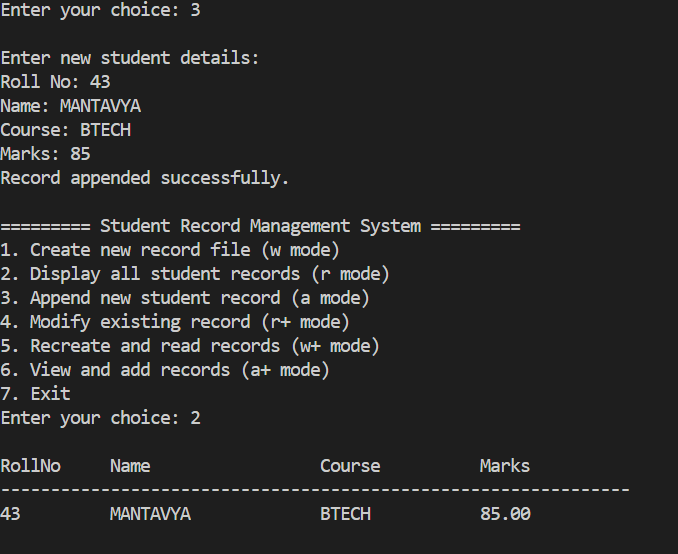 Enter your choice: 3
Enter new student details:
Roll No: 43
Name: MANTAVYA
Course: BTECH
Marks: 85
Record appended successfully.
========= Student Record Management System =========
1. Create new record file (w mode)
2. Display all student records (r mode)
3. Append new student record (a mode)
4. Modify existing record (r+ mode)
5. Recreate and read records (w+ mode)
6. View and add records (a+ mode)
7. Exit
Enter your choice: 2
RollNo     Name                 Course          Marks
---------------------------------------------------------------
43         MANTAVYA             BTECH           85.00